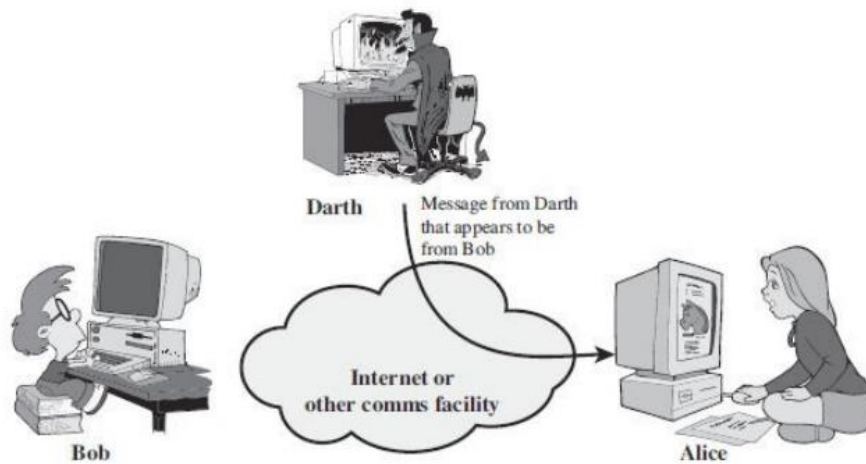 Darth
Message from Darth
that appears to be
from Bob
Internet or
other comms facility
Bob
Alice